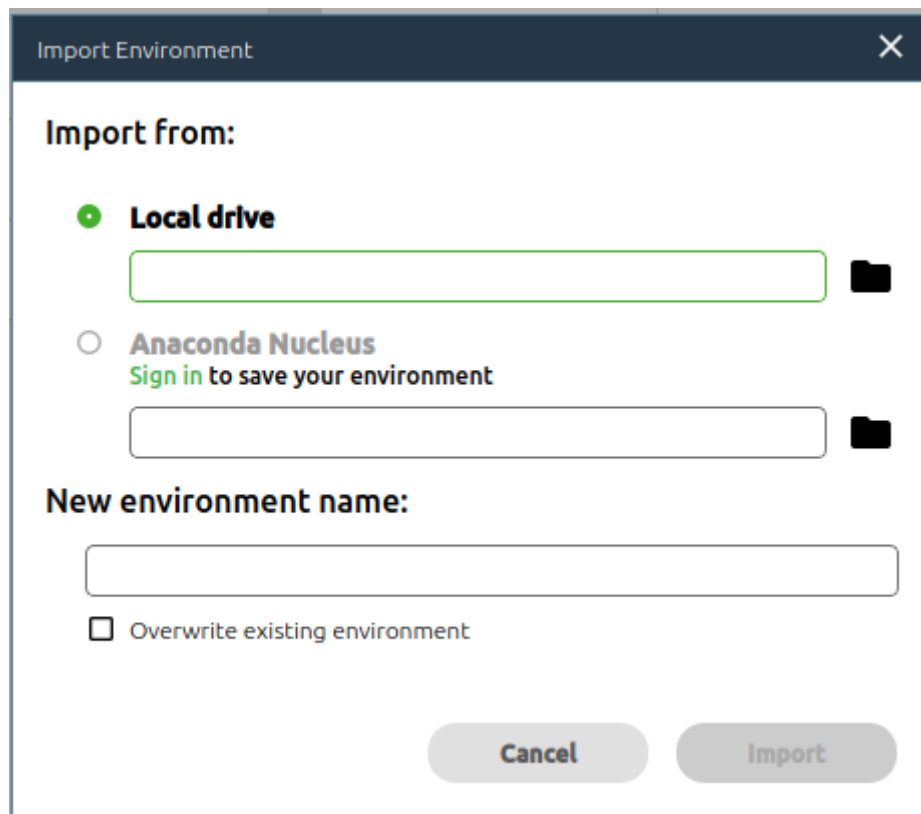 Import Environment
Import from:
Local drive
Anaconda Nucleus
Sign in to save your environment
New environment name:
Overwrite existing environment
Cancel Import